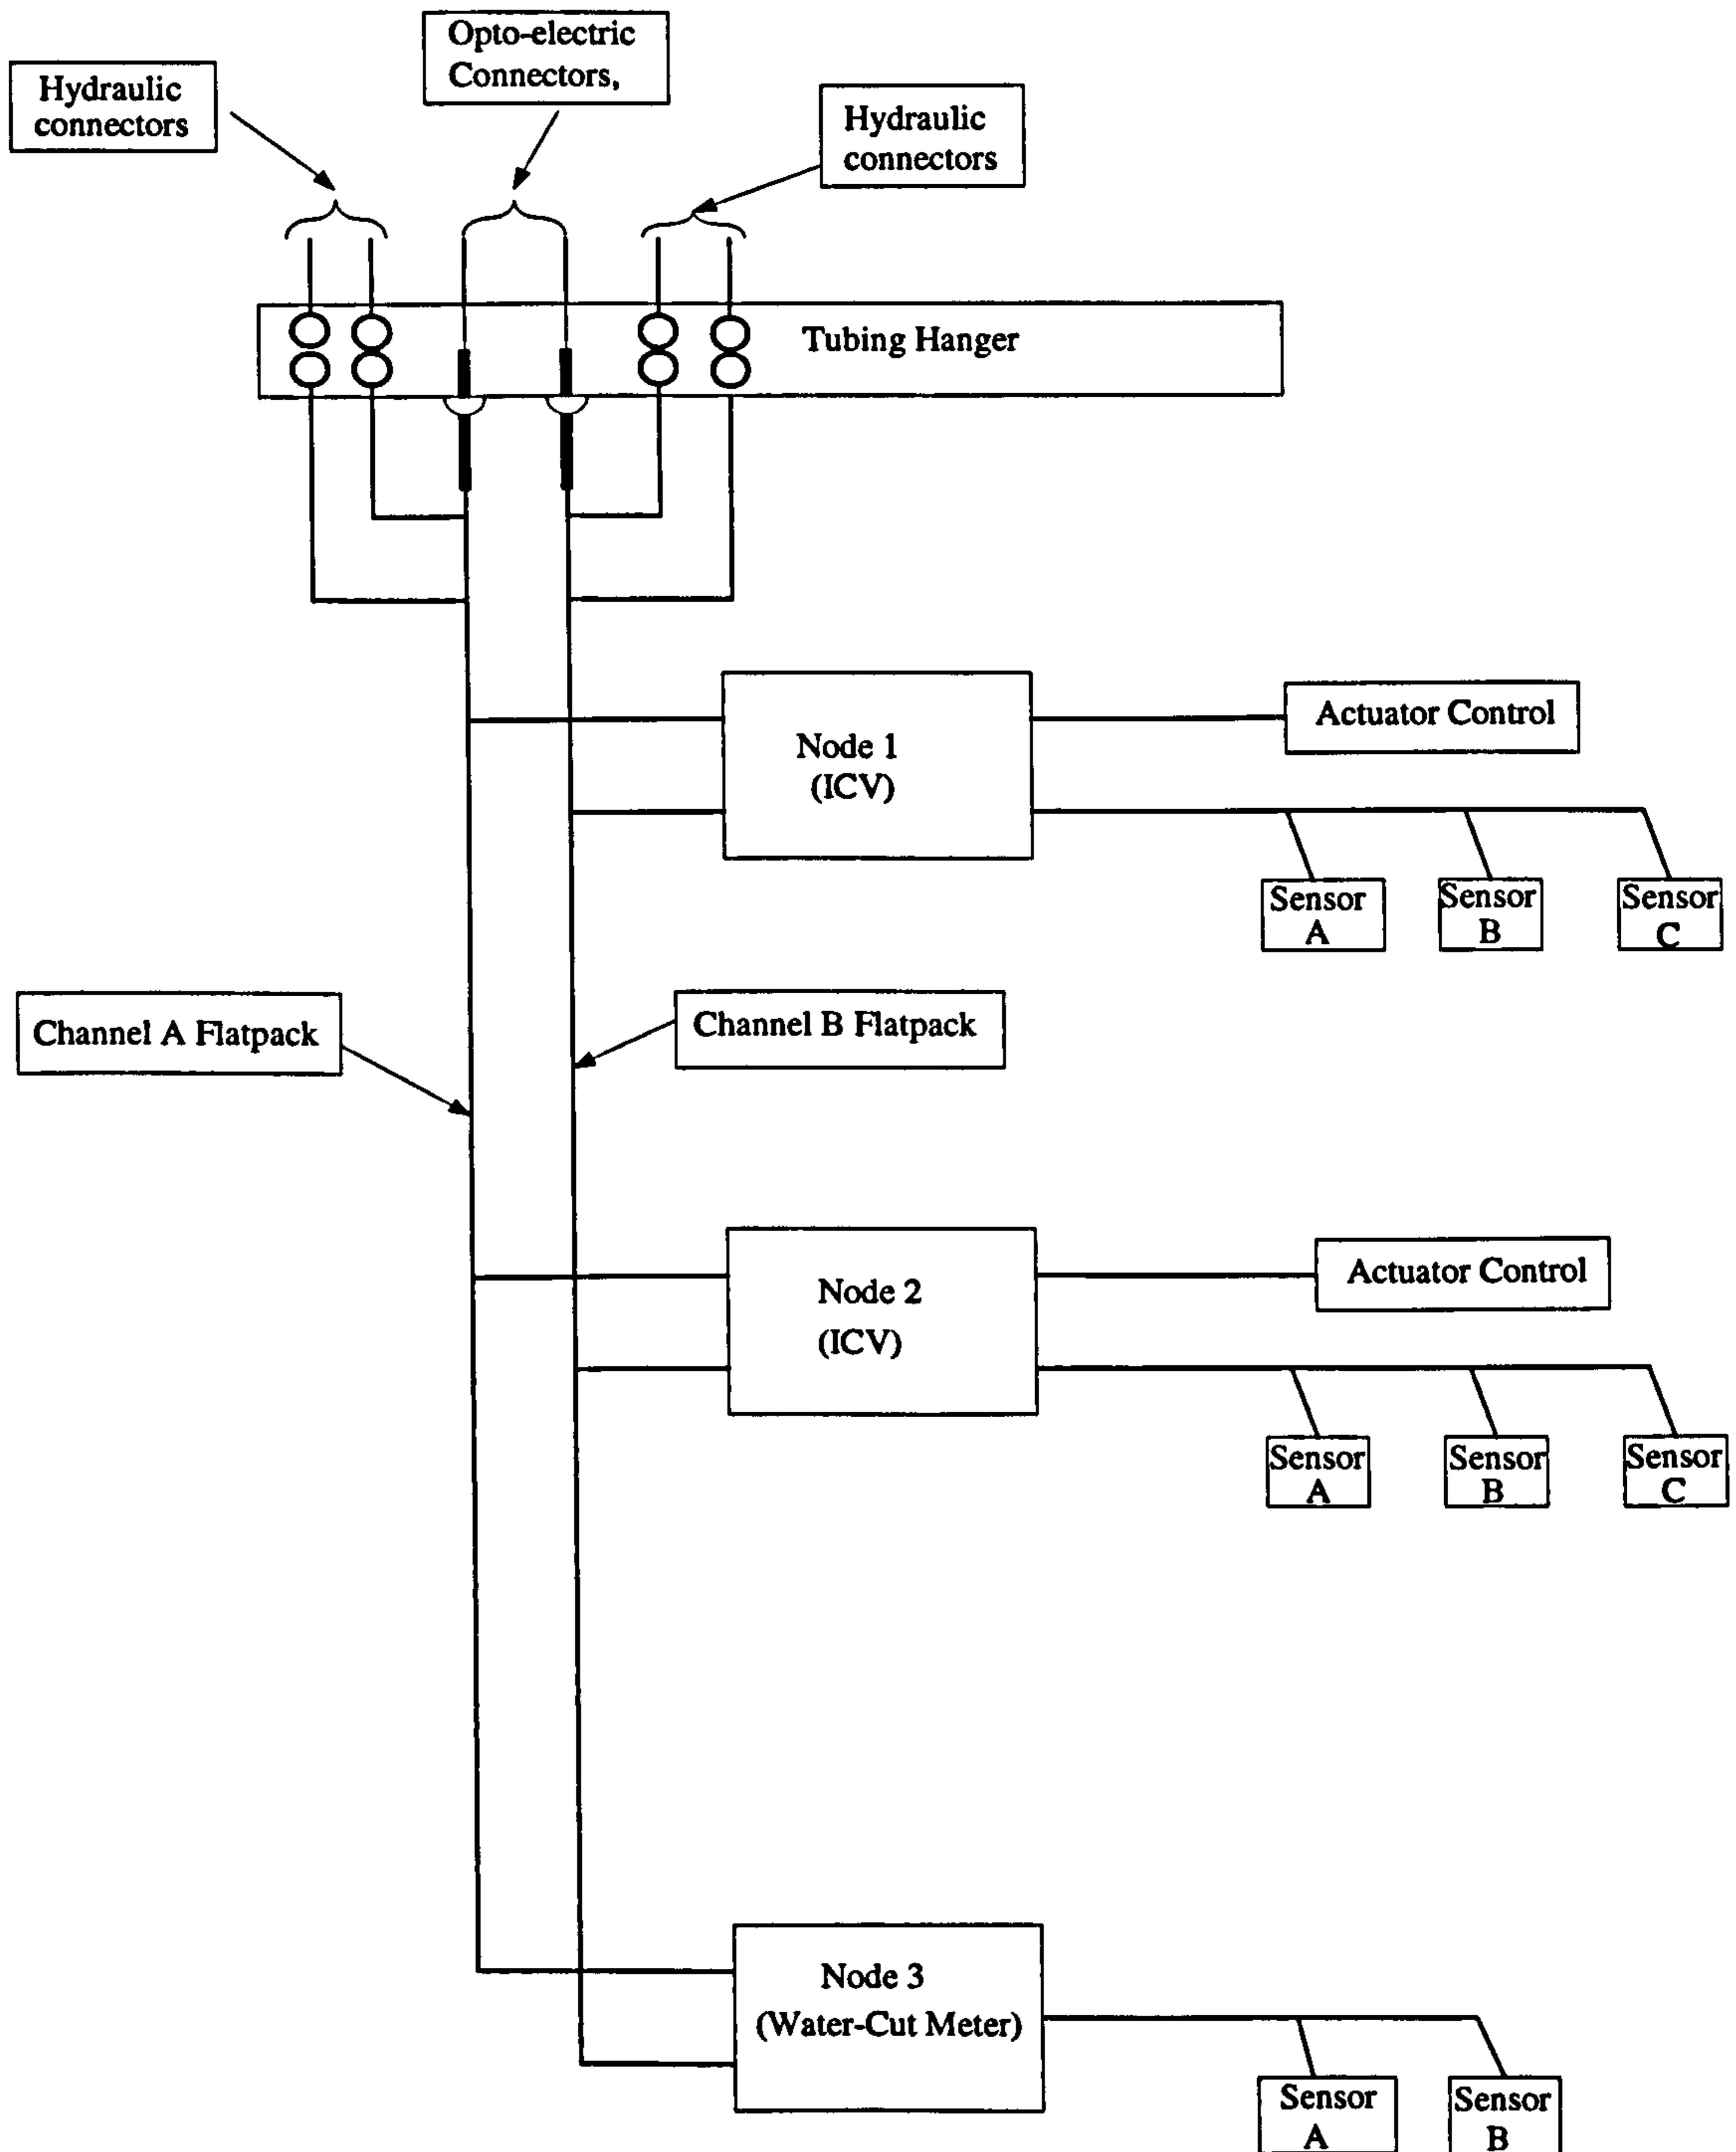 Opto-electric
Connectors,
Hydraulic
connectors
Hydraulic
connectors
Tubing Hanger
Node 1
(ICV)
Actuator Control
Sensor
A
Sensor
B
Sensor
C
Channel A Flatpack
Channel B Flatpack
Node 2
(ICV)
Actuator Control
Sensor
A
Sensor
B
Sensor
C
Node 3
(Water-Cut Meter)
Sensor
A
Sensor
B